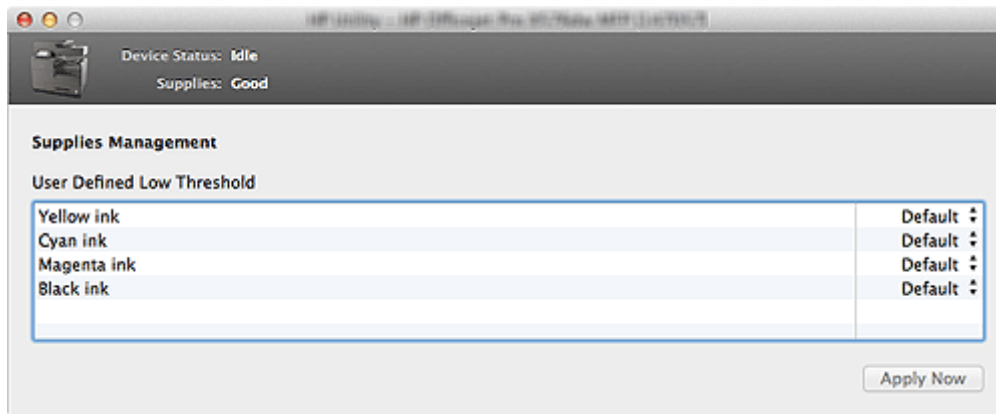 Device Status: Idle
Supplies: Good
Supplies Management
User Defined Low Threshold
Yellow ink Default
Cyan ink Default
Magenta ink Default
Black ink Default
Apply Now